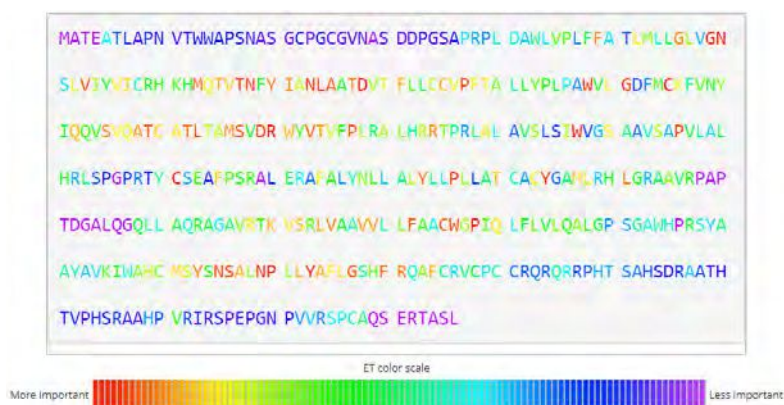 MATEATLAPN VTWWAPSNAS GCPGCGVNAS DDPGSAPRPL DAWLVPLFFA TLMLLGLVGN
SLVIYVICRH KHMQTVTNFY IANLAATDVT FLLCCVPFTA LLYPLPAWVL GDFMCKFVNY
IQQVSVQATC ATLTAMSVDR WYVTVFPLRA LHRRTPRLAL AVSLSIWVGS AAVSAPVLAL
HRLSPGPRTY CSEAFPSRAL ERAFALYNLL ALYLLPLLAT CACYGAMLRH LGRAAVRPAP
TDGALQGQLL AQRAGAVRTK VSRLVAAVVL LFAACWGPIQ LFLVLQALGP SGAWHPRSYA
AYAVKIWAHC MSYSNSALNP LLYAFLGSHF RQAFCRVCPC CRQRQRRPHT SAHSDRAATH
TVPHSRAAHP VRIRSPEPGN PVVRSPCAQS ERTASL
ET color scale
More important Less important